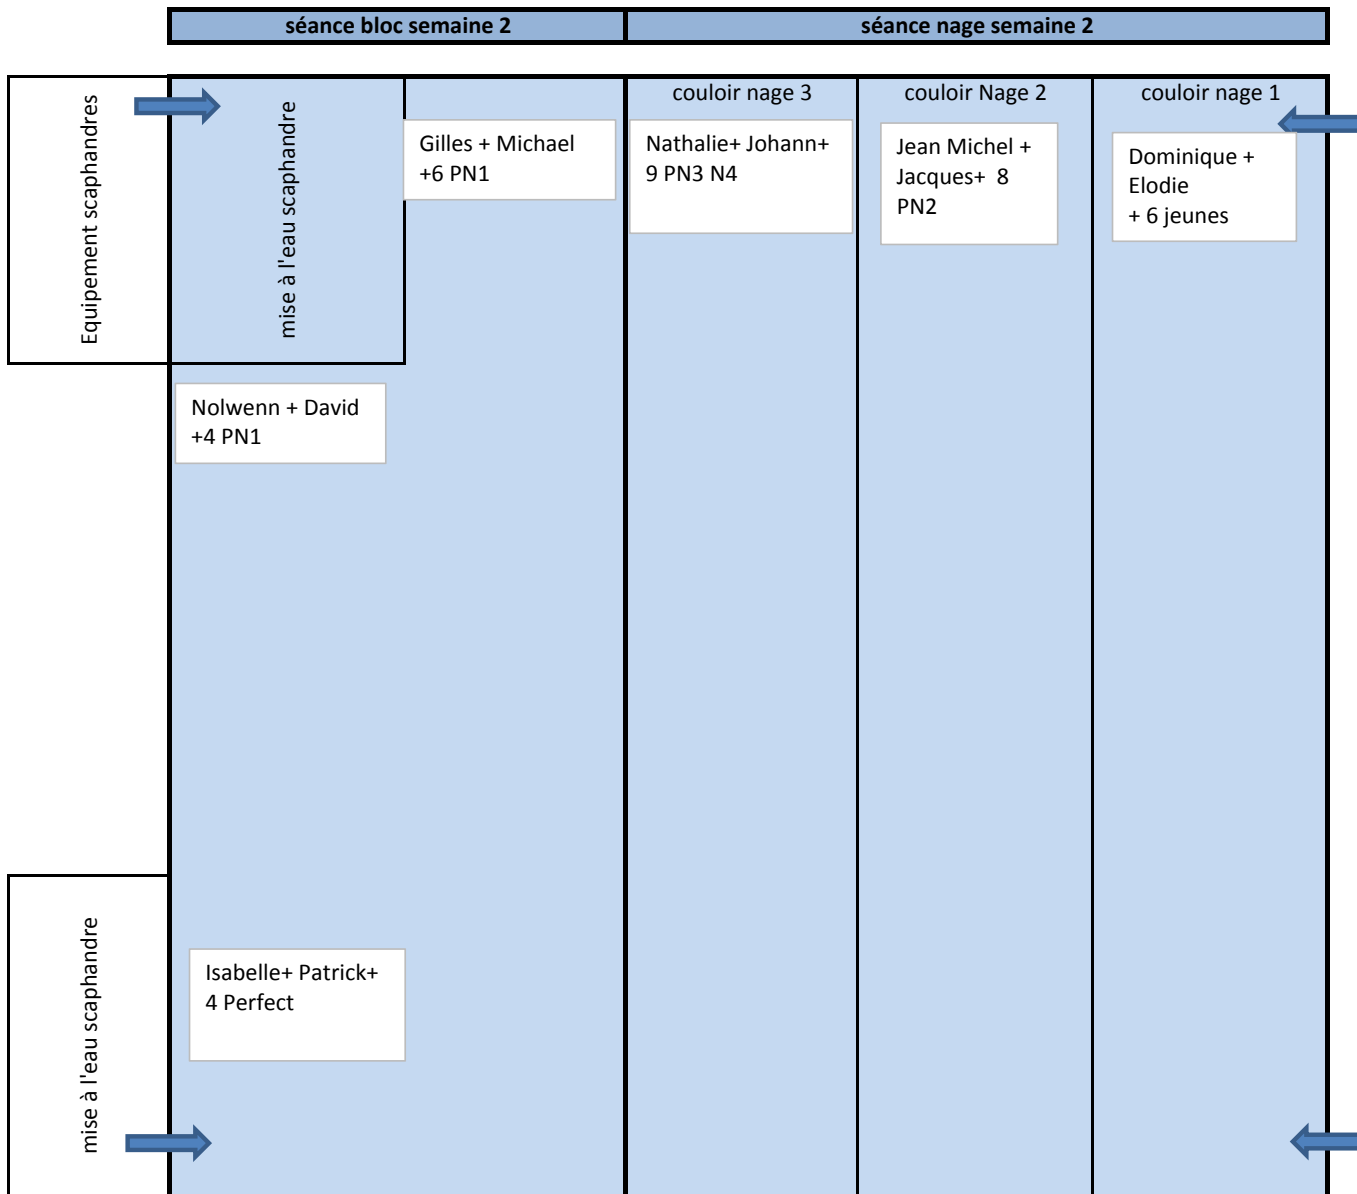 séance bloc semaine 2
séance nage semaine 2
Equipement scaphandres
mise à l'eau scaphandre
couloir nage 3
couloir Nage 2
couloir nage 1
Gilles + Michael
+6 PN1
Nathalie+ Johann+
9 PN3 N4
Jean Michel +
Jacques+ 8
PN2
Dominique +
Elodie
+ 6 jeunes
Nolwenn + David
+4 PN1
mise à l'eau scaphandre
Isabelle+ Patrick+
4 Perfect